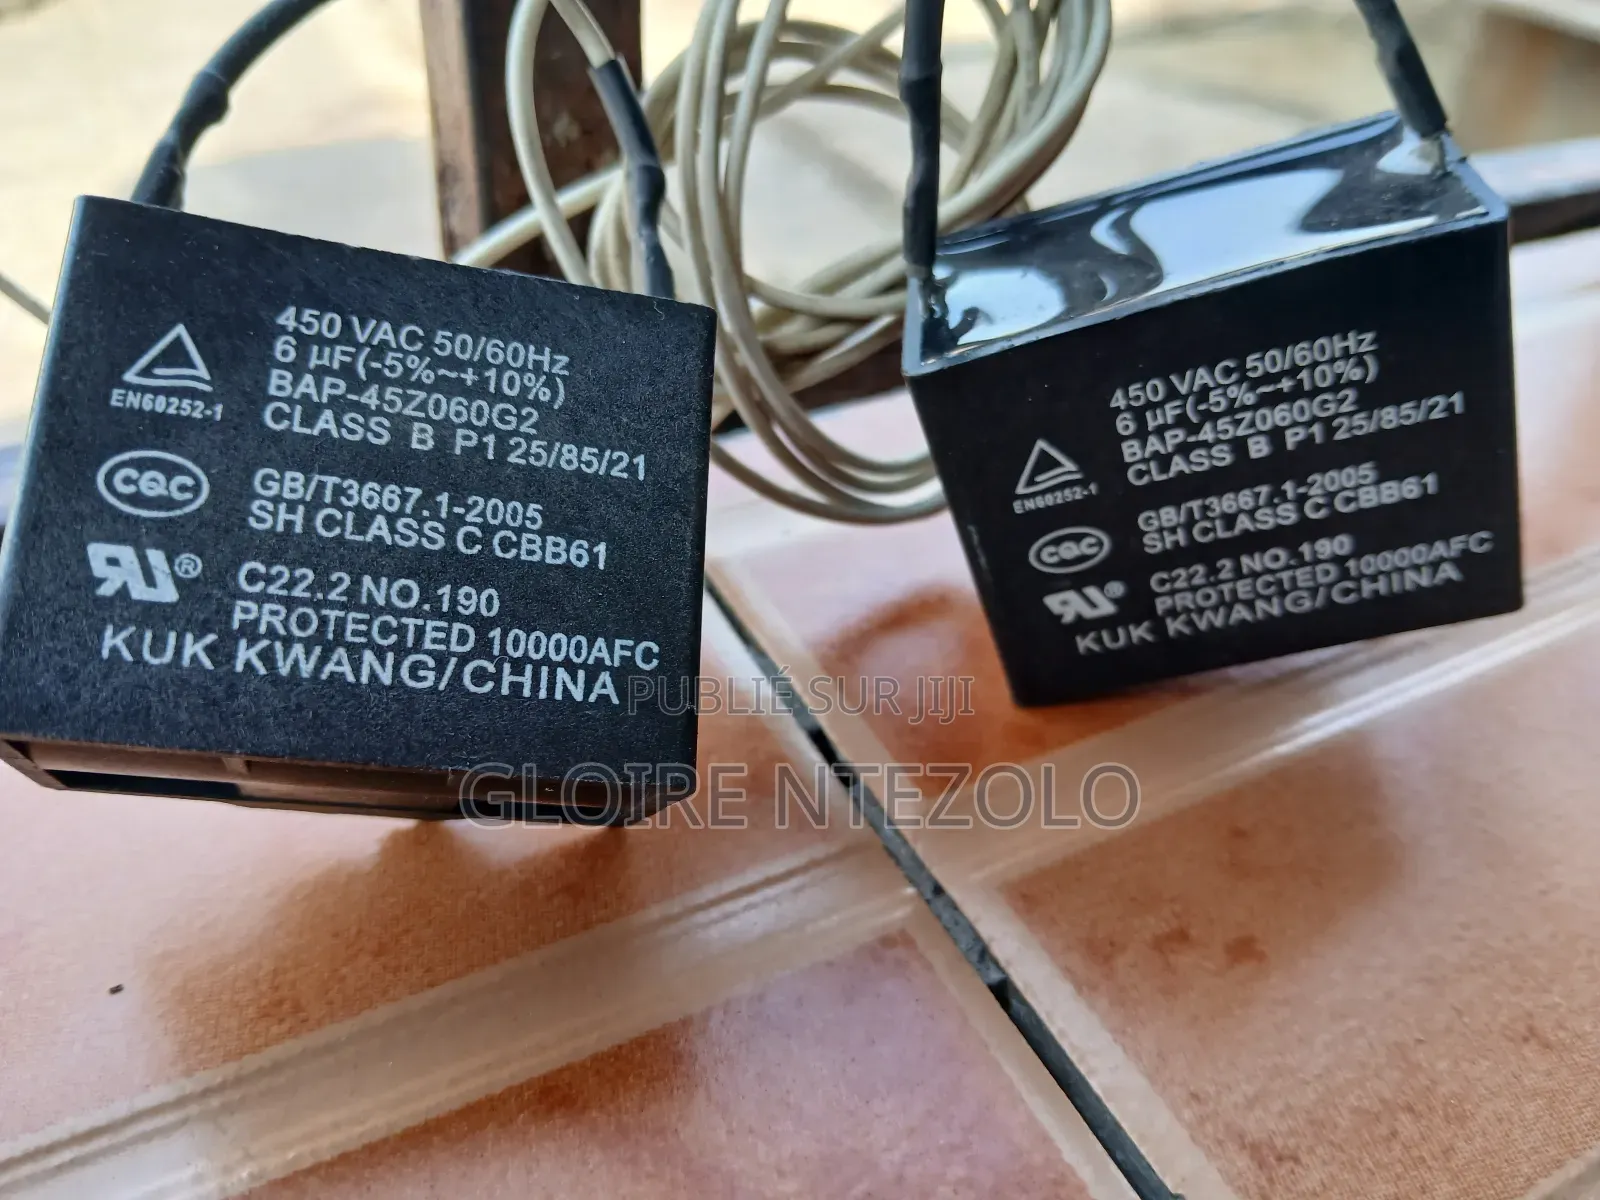 450 VAC 50/60Hz
6 µF(-5%~+10%)
BAP-45Z060G2
CLASS B P1 25/85/21
EN60252-1
CQC
GB/T3667.1-2005
SH CLASS C CBB61
RU®
C22.2 NO.190
PROTECTED 10000AFC
KUK KWANG/CHINA
450 VAC 50/60Hz
6 µF(-5%~+10%)
BAP-45Z060G2
CLASS B P1 25/85/21
EN60252-1
CQC
GB/T3667.1-2005
SH CLASS C CBB61
RU®
C22.2 NO.190
PROTECTED 10000AFC
KUK KWANG/CHINA
PUBLIÉ SUR JIJI
GLOIRE NTEZOLO